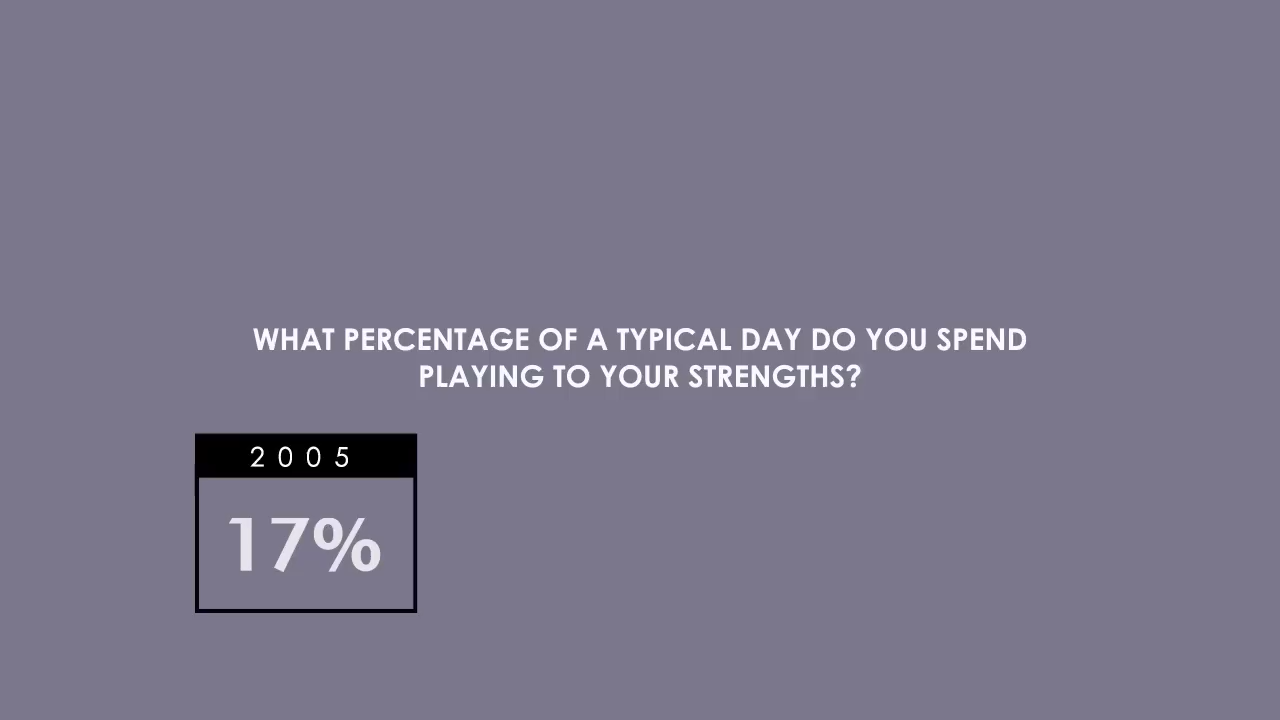 WHAT PERCENTAGE OF A TYPICAL DAY DO YOU SPEND
PLAYING TO YOUR STRENGTHS?
2005
17%